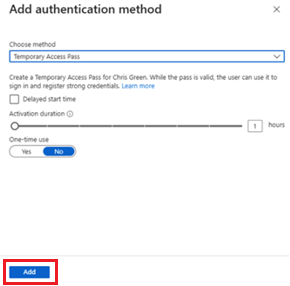 Add authentication method
Choose method
Temporary Access Pass
Create a Temporary Access Pass for Chris Green. While the pass is valid, the user can use it to
sign in and register strong credentials. Learn more
Delayed start time
Activation duration
1 hours
One-time use
Yes No
Add